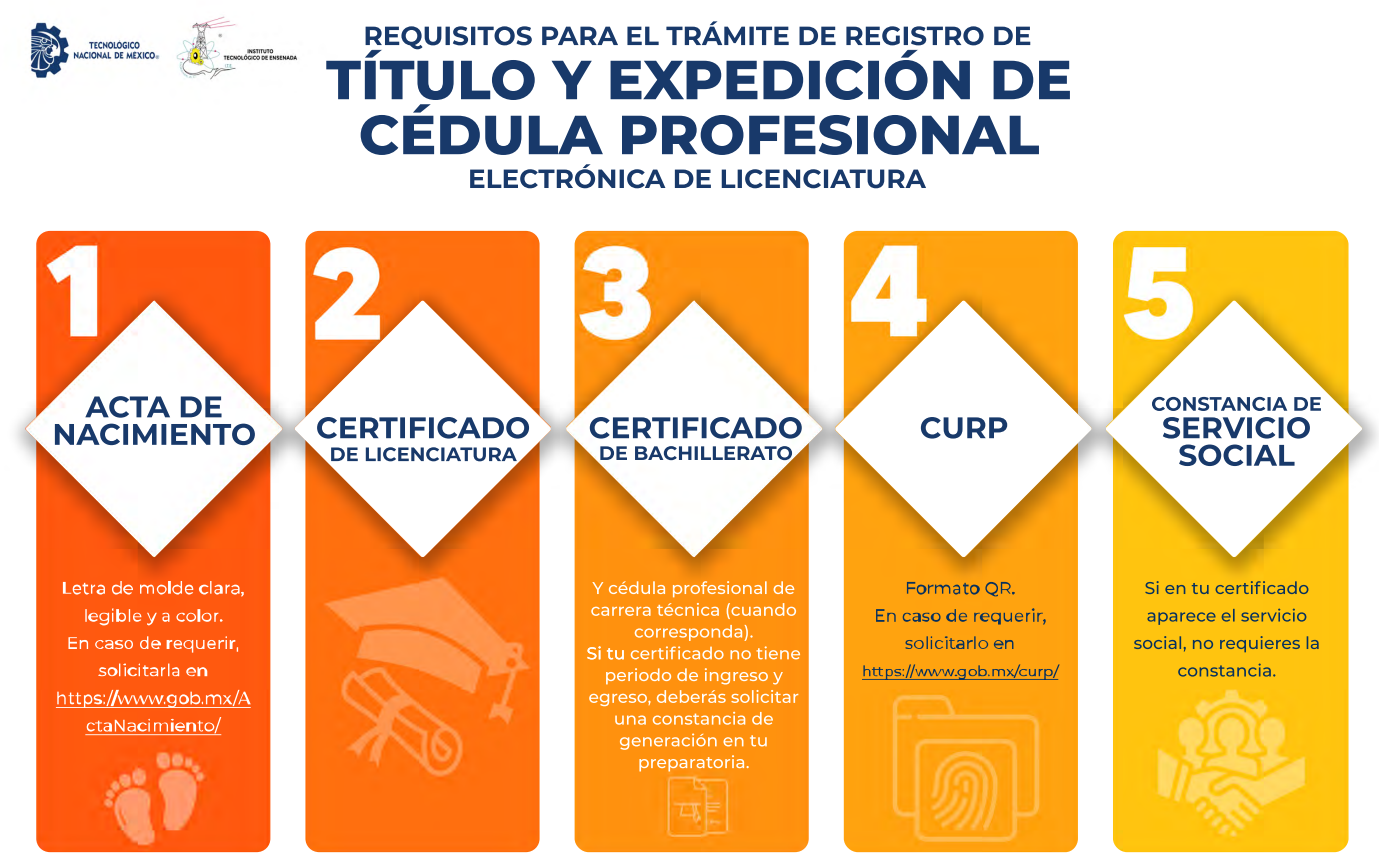 TECNOLÓGICO
NACIONAL DE MÉXICO®
INSTITUTO
TECNOLÓGICO DE ENSENADA
REQUISITOS PARA EL TRÁMITE DE REGISTRO DE
TÍTULO Y EXPEDICIÓN DE
CÉDULA PROFESIONAL
ELECTRÓNICA DE LICENCIATURA
1
ACTA DE
NACIMIENTO
Letra de molde clara,
legible y a color.
En caso de requerir,
solicitarla en
https://www.gob.mx/A
ctaNacimiento/
2
CERTIFICADO
DE LICENCIATURA
3
CERTIFICADO
DE BACHILLERATO
Y cédula profesional de
carrera técnica (cuando
corresponda).
Si tu certificado no tiene
periodo de ingreso y
egreso, deberás solicitar
una constancia de
generación en tu
preparatoria.
4
CURP
Formato QR.
En caso de requerir,
solicitarlo en
https://www.gob.mx/curp/
5
CONSTANCIA DE
SERVICIO
SOCIAL
Si en tu certificado
aparece el servicio
social, no requieres la
constancia.